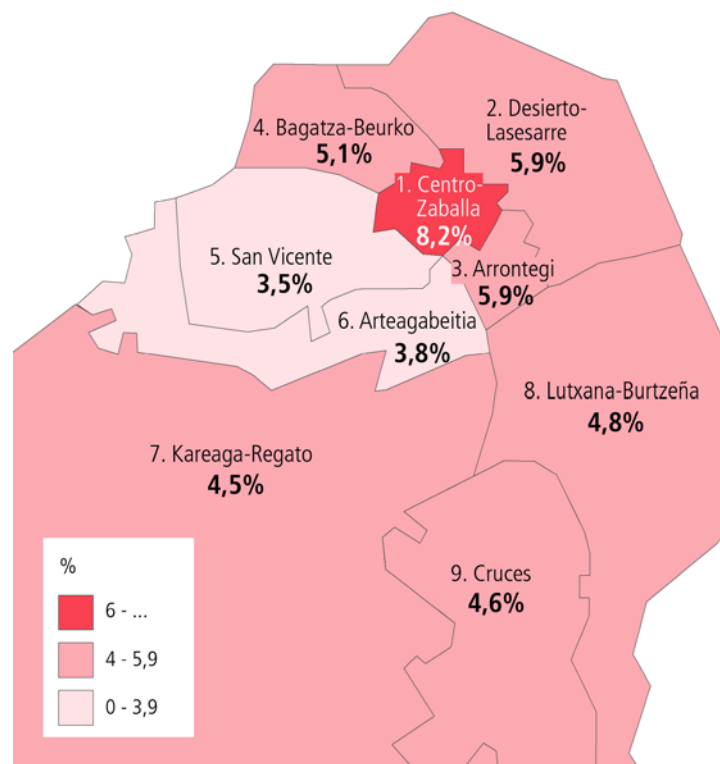 2. Desierto-
Lasesarre
5,9%
4. Bagatza-Beurko
5,1%
1. Centro-
Zaballa
8,2%
5. San Vicente
3,5%
3. Arrontegi
5,9%
6. Arteagabeitia
3,8%
8. Lutxana-Burtzeña
4,8%
7. Kareaga-Regato
4,5%
9. Cruces
4,6%
%
6 - ...
4 - 5,9
0 - 3,9